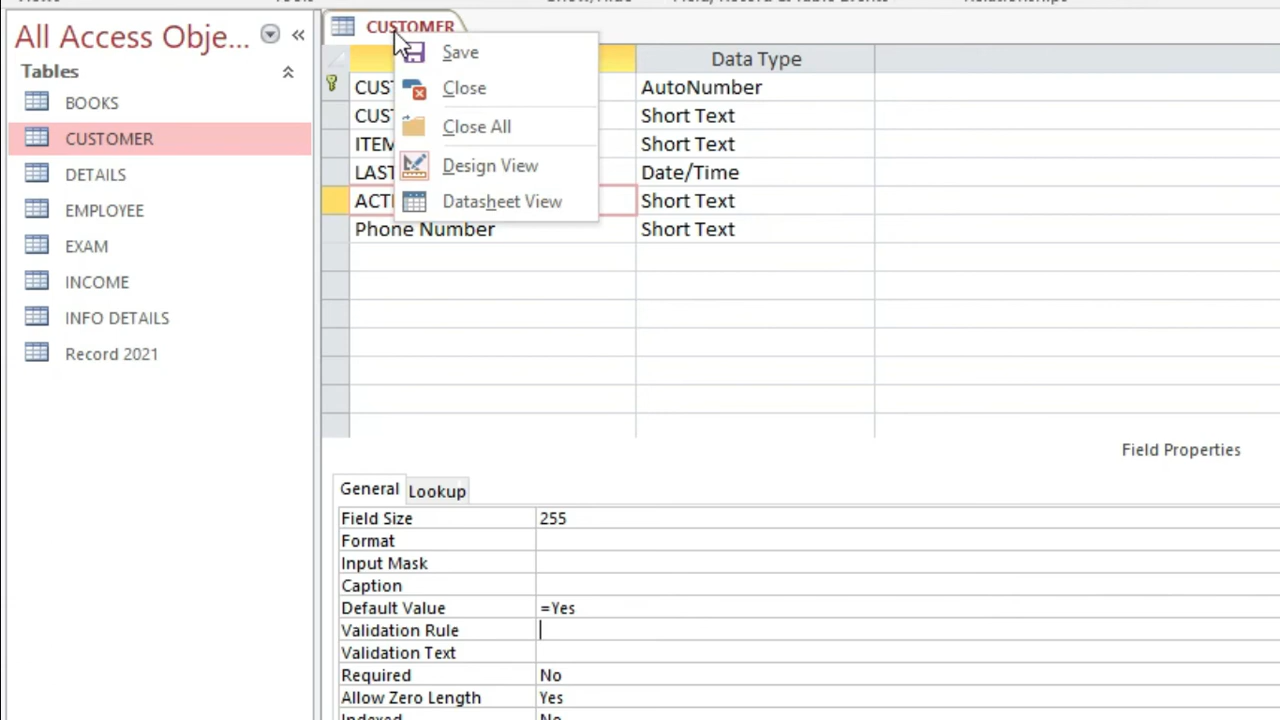 All Access Obje...
Tables
BOOKS
CUSTOMER
DETAILS
EMPLOYEE
EXAM
INCOME
INFO DETAILS
Record 2021
CUSTOMER
Save
Close
Close All
Design View
Datasheet View
Data Type
CUST AutoNumber
CUST Short Text
ITEM Short Text
LAST Date/Time
ACTI Short Text
Phone Number Short Text
Field Properties
General Lookup
Field Size 255
Format
Input Mask
Caption
Default Value =Yes
Validation Rule
Validation Text
Required No
Allow Zero Length Yes
Indexed No